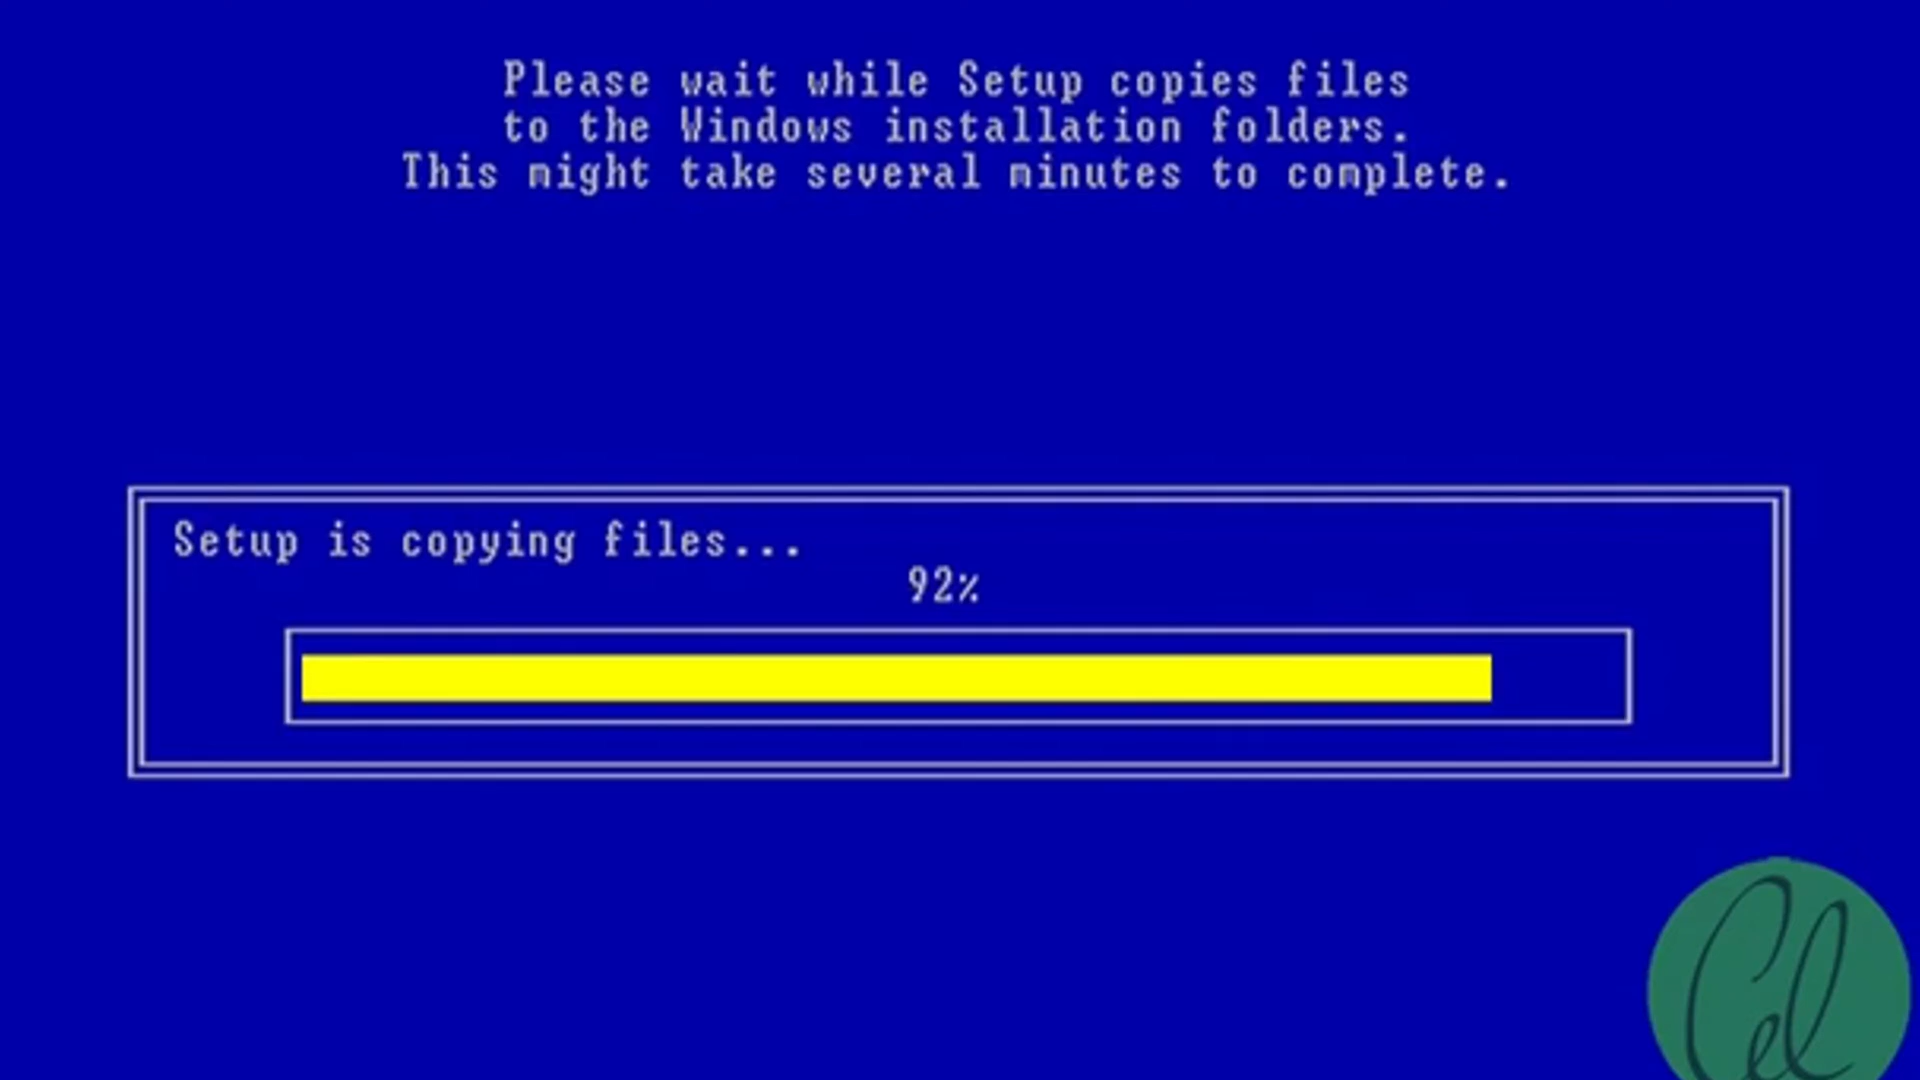 Please wait while Setup copies files
to the Windows installation folders.
This might take several minutes to complete.
Setup is copying files...
92%
Cel